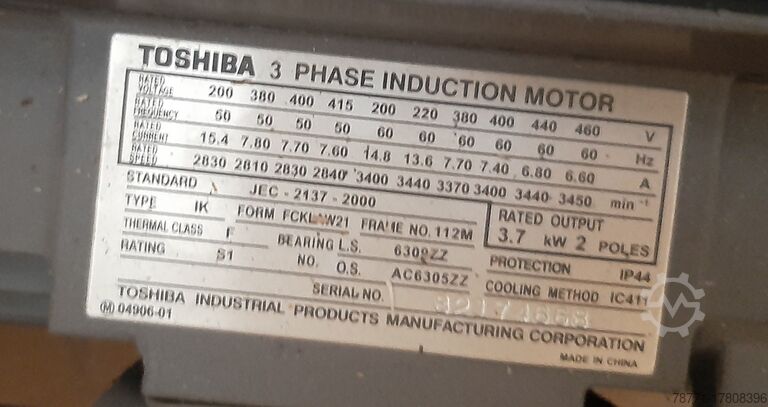 TOSHIBA 3 PHASE INDUCTION MOTOR
RATED VOLTAGE 200 380 400 415 200 220 380 400 440 460 V
RATED FREQUENCY 50 50 50 50 60 60 60 60 60 60 Hz
RATED CURRENT 15.4 7.80 7.70 7.60 14.8 13.6 7.70 7.40 6.80 6.60 A
RATED SPEED 2830 2810 2830 2840 3400 3440 3370 3400 3440 3450 min⁻¹
STANDARD JEC-2137-2000
RATED OUTPUT
3.7 kW 2 POLES
TYPE IK FORM W21 FRAME NO. 112M
THERMAL CLASS F BEARING L.S. ZZ
NO. O.S. AC6305ZZ
RATING S1
PROTECTION IP44
COOLING METHOD IC411
SERIAL NO.
TOSHIBA INDUSTRIAL PRODUCTS MANUFACTURING CORPORATION
Ⓜ 04906-01
MADE IN CHINA
7877-17808396